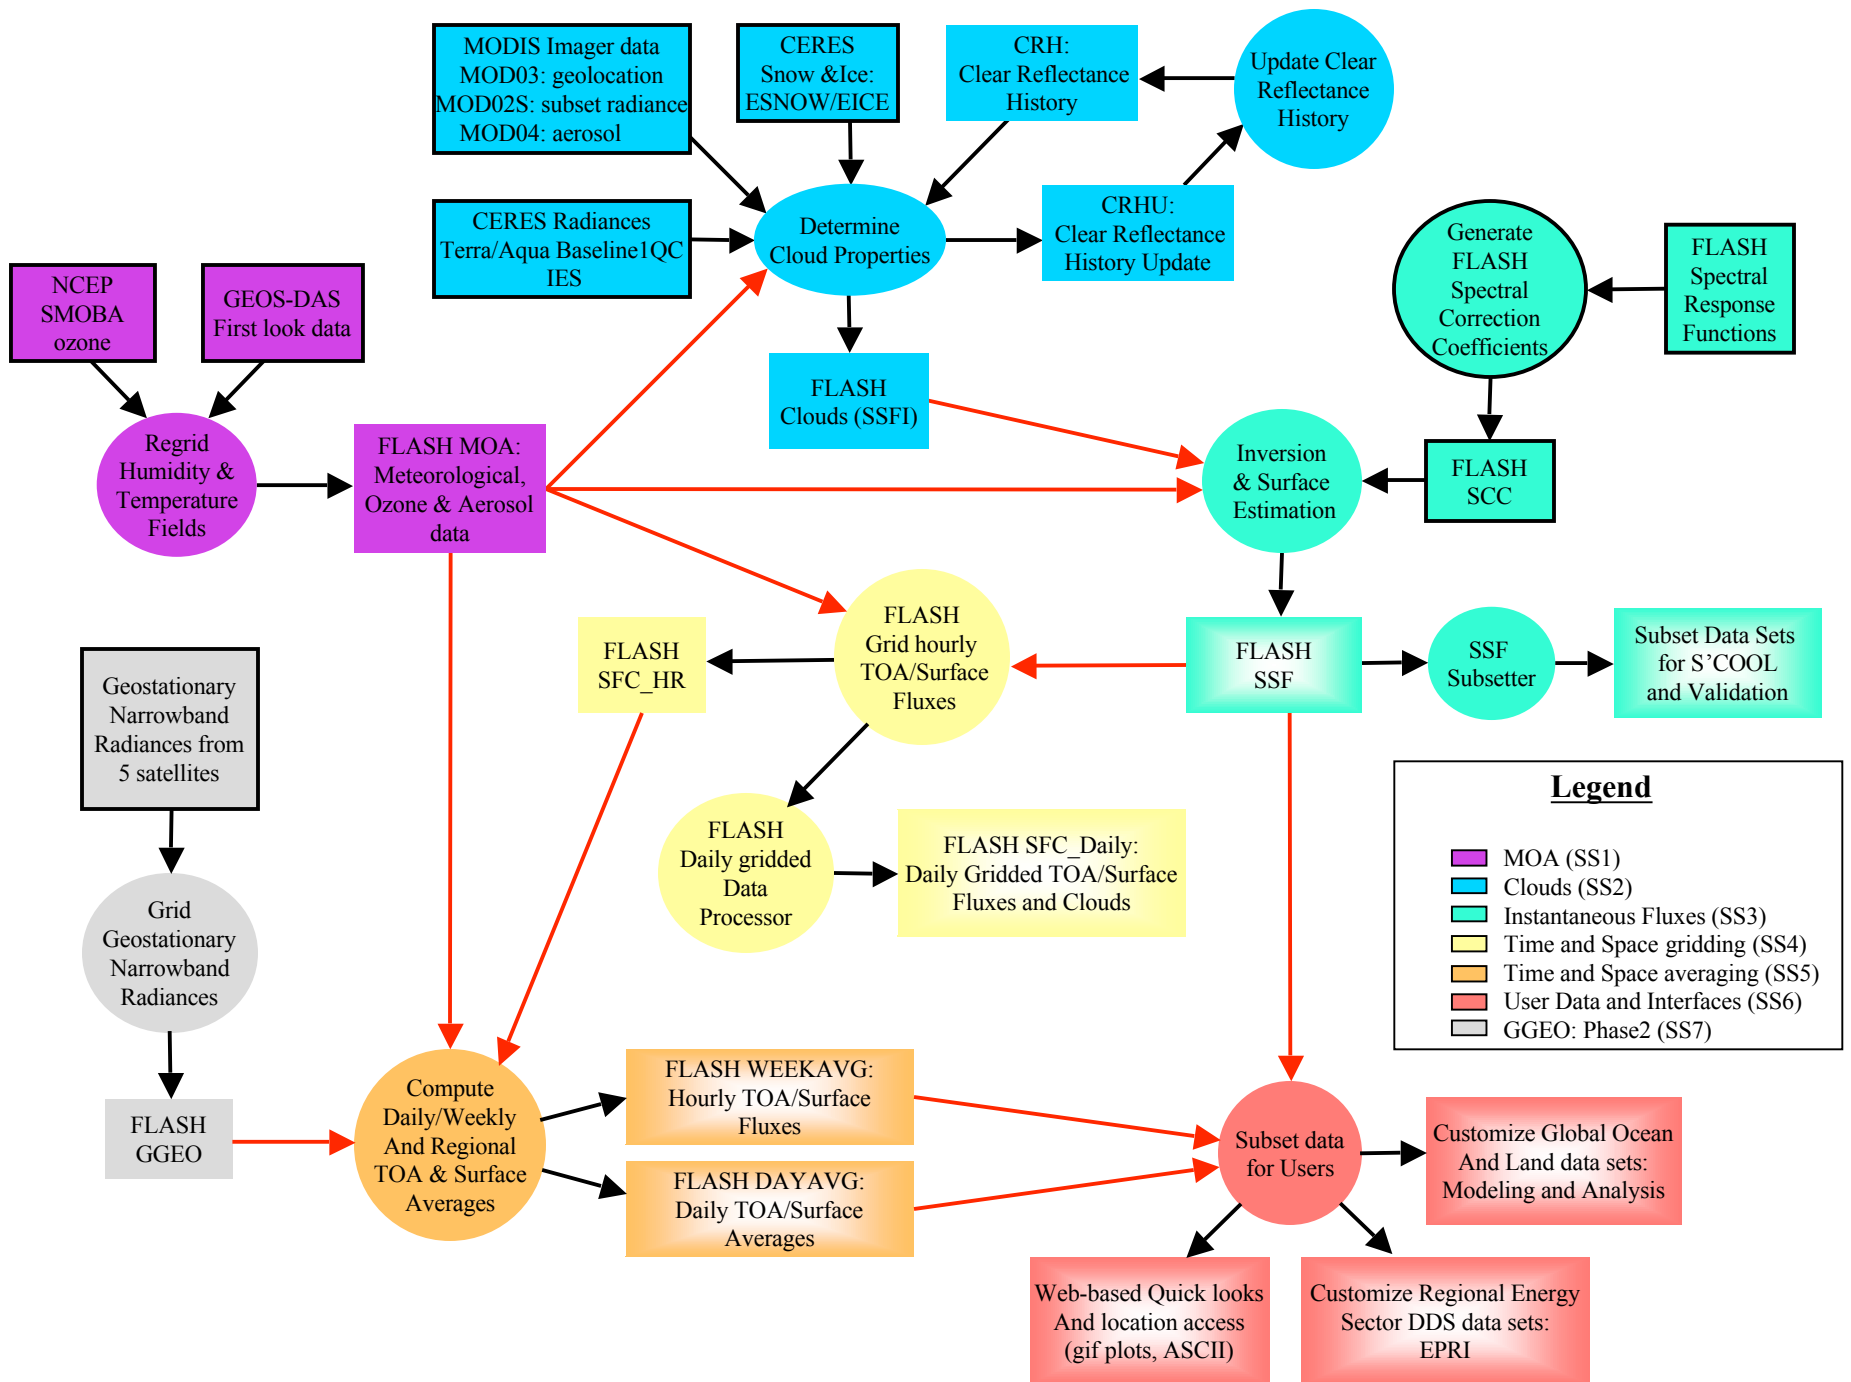 MODIS Imager data
MOD03: geolocation
MOD02S: subset radiance
MOD04: aerosol
CERES
Snow &Ice:
ESNOW/EICE
CRH:
Clear Reflectance
History
Update Clear
Reflectance
History
CERES Radiances
Terra/Aqua Baseline1QC
IES
Determine
Cloud Properties
CRHU:
Clear Reflectance
History Update
Generate
FLASH
Spectral
Correction
Coefficients
FLASH
Spectral
Response
Functions
NCEP
SMOBA
ozone
GEOS-DAS
First look data
FLASH
Clouds (SSFI)
Regrid
Humidity &
Temperature
Fields
FLASH MOA:
Meteorological,
Ozone & Aerosol
data
Inversion
& Surface
Estimation
FLASH
SCC
FLASH
SFC_HR
FLASH
Grid hourly
TOA/Surface
Fluxes
FLASH
SSF
SSF
Subsetter
Subset Data Sets
for S’COOL
and Validation
Geostationary
Narrowband
Radiances from
5 satellites
FLASH
Daily gridded
Data
Processor
FLASH SFC_Daily:
Daily Gridded TOA/Surface
Fluxes and Clouds
Legend
MOA (SS1)
Clouds (SS2)
Instantaneous Fluxes (SS3)
Time and Space gridding (SS4)
Time and Space averaging (SS5)
User Data and Interfaces (SS6)
GGEO: Phase2 (SS7)
Grid
Geostationary
Narrowband
Radiances
FLASH
GGEO
Compute
Daily/Weekly
And Regional
TOA & Surface
Averages
FLASH WEEKAVG:
Hourly TOA/Surface
Fluxes
FLASH DAYAVG:
Daily TOA/Surface
Averages
Subset data
for Users
Customize Global Ocean
And Land data sets:
Modeling and Analysis
Web-based Quick looks
And location access
(gif plots, ASCII)
Customize Regional Energy
Sector DDS data sets:
EPRI